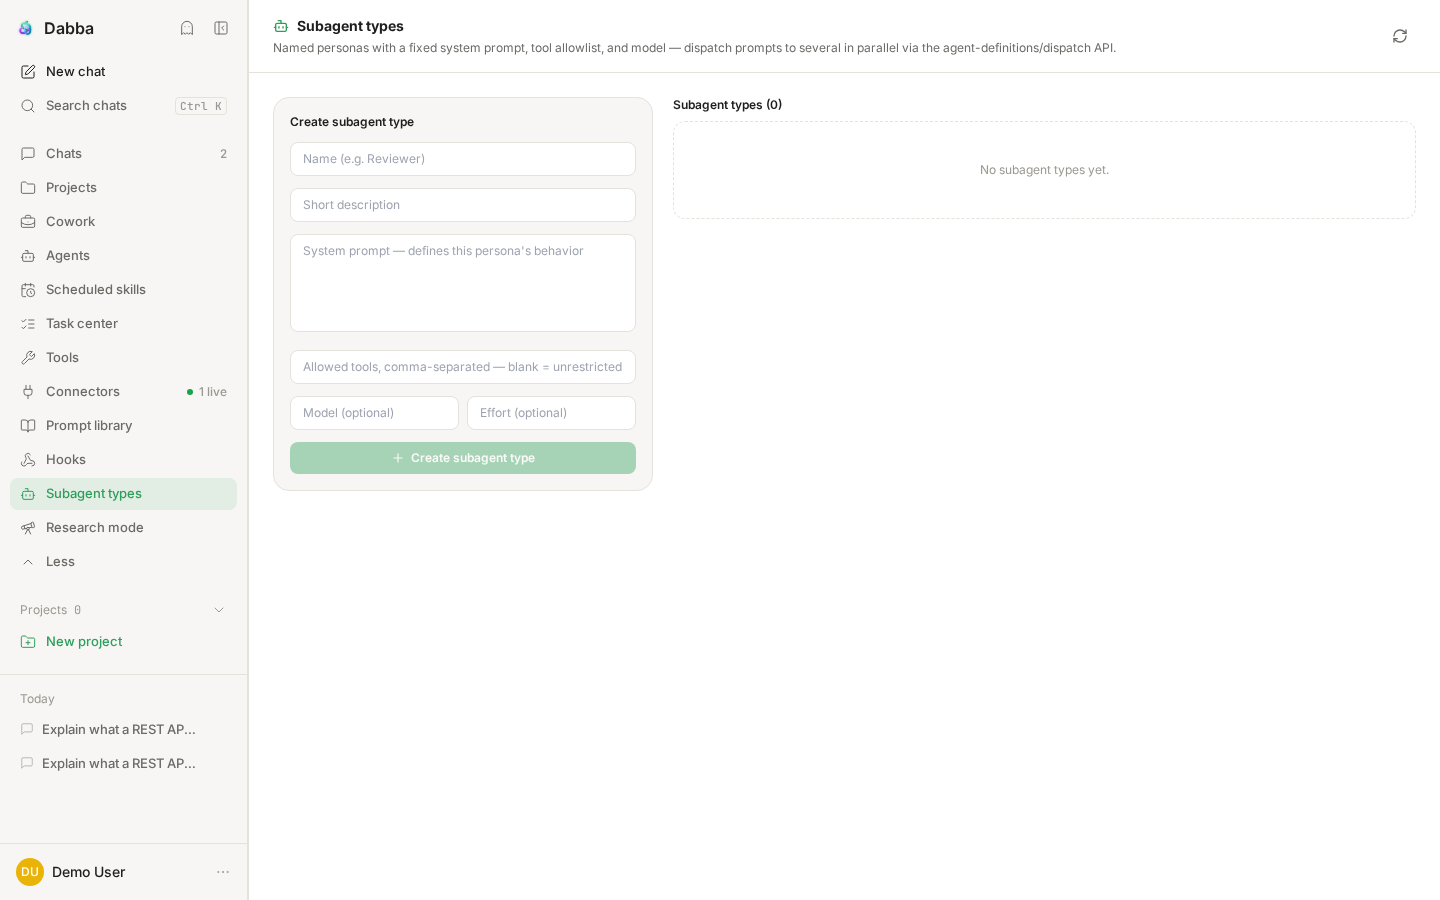 Dabba
New chat
Search chats
Ctrl K
Chats
2
Projects
Cowork
Agents
Scheduled skills
Task center
Tools
Connectors
1 live
Prompt library
Hooks
Subagent types
Research mode
Less
Projects 0
New project
Today
Explain what a REST AP...
Explain what a REST AP...
DU
Demo User
Subagent types
Named personas with a fixed system prompt, tool allowlist, and model — dispatch prompts to several in parallel via the agent-definitions/dispatch API.
Create subagent type
Name (e.g. Reviewer)
Short description
System prompt — defines this persona's behavior
Allowed tools, comma-separated — blank = unrestricted
Model (optional)
Effort (optional)
Create subagent type
Subagent types (0)
No subagent types yet.